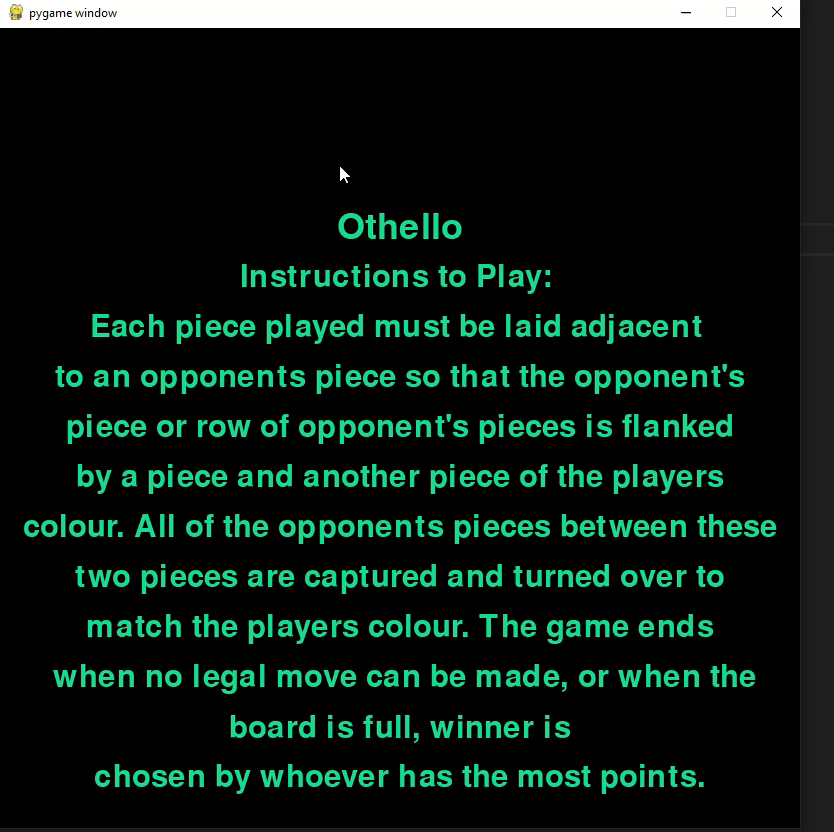 pygame window
Othello
Instructions to Play:
Each piece played must be laid adjacent
to an opponents piece so that the opponent's
piece or row of opponent's pieces is flanked
by a piece and another piece of the players
colour. All of the opponents pieces between these
two pieces are captured and turned over to
match the players colour. The game ends
when no legal move can be made, or when the
board is full, winner is
chosen by whoever has the most points.